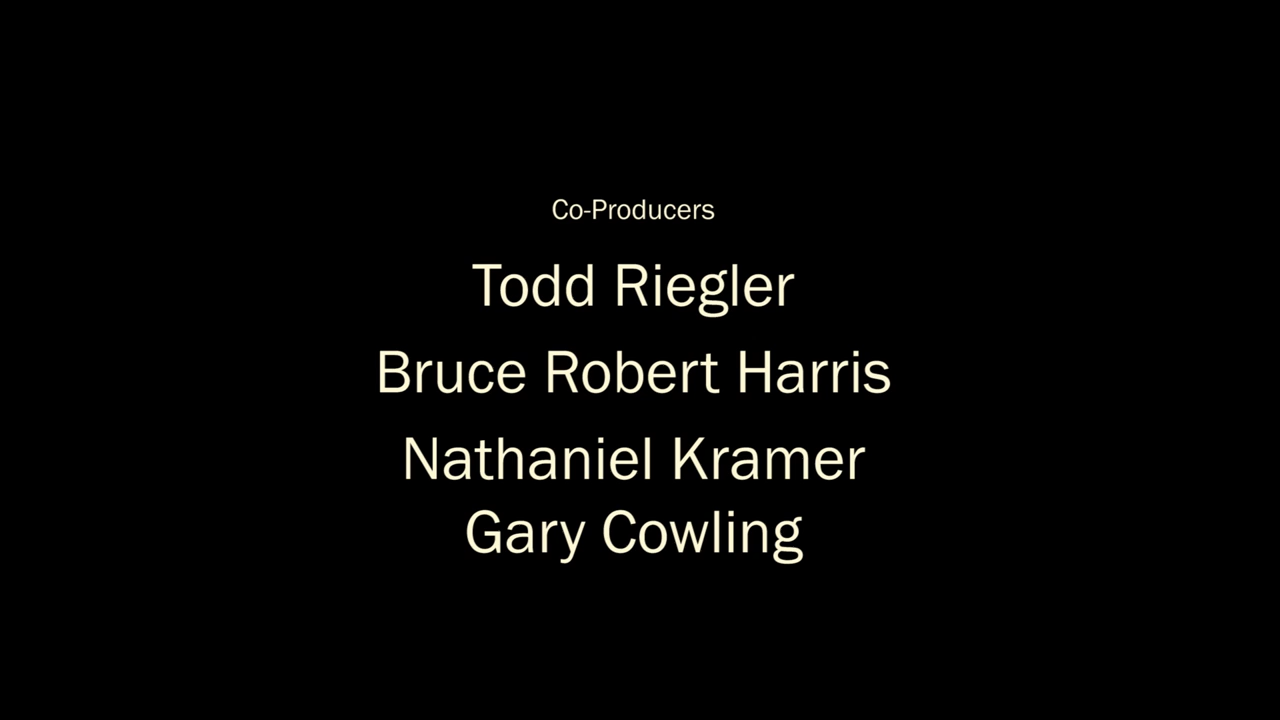 Co-Producers
Todd Riegler
Bruce Robert Harris
Nathaniel Kramer
Gary Cowling